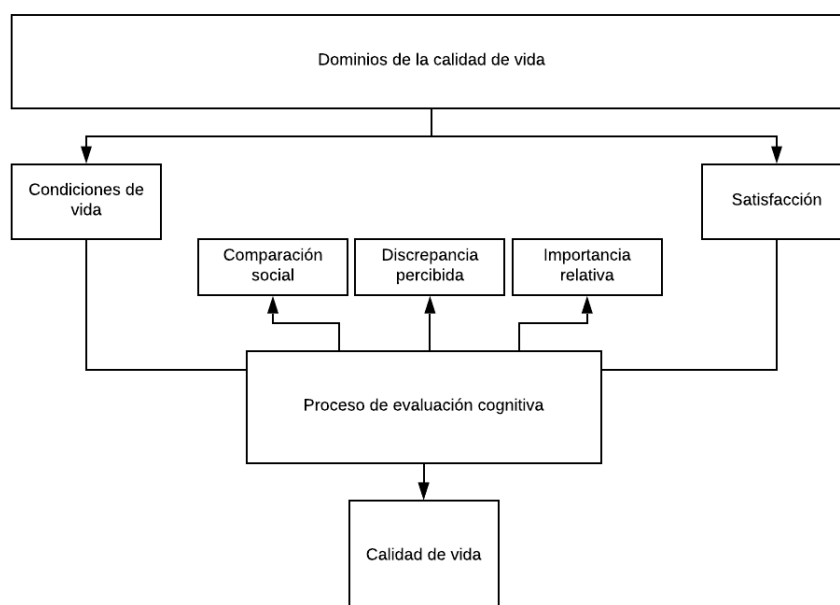 Dominios de la calidad de vida
Condiciones de
vida
Satisfacción
Comparación
social
Discrepancia
percibida
Importancia
relativa
Proceso de evaluación cognitiva
Calidad de vida